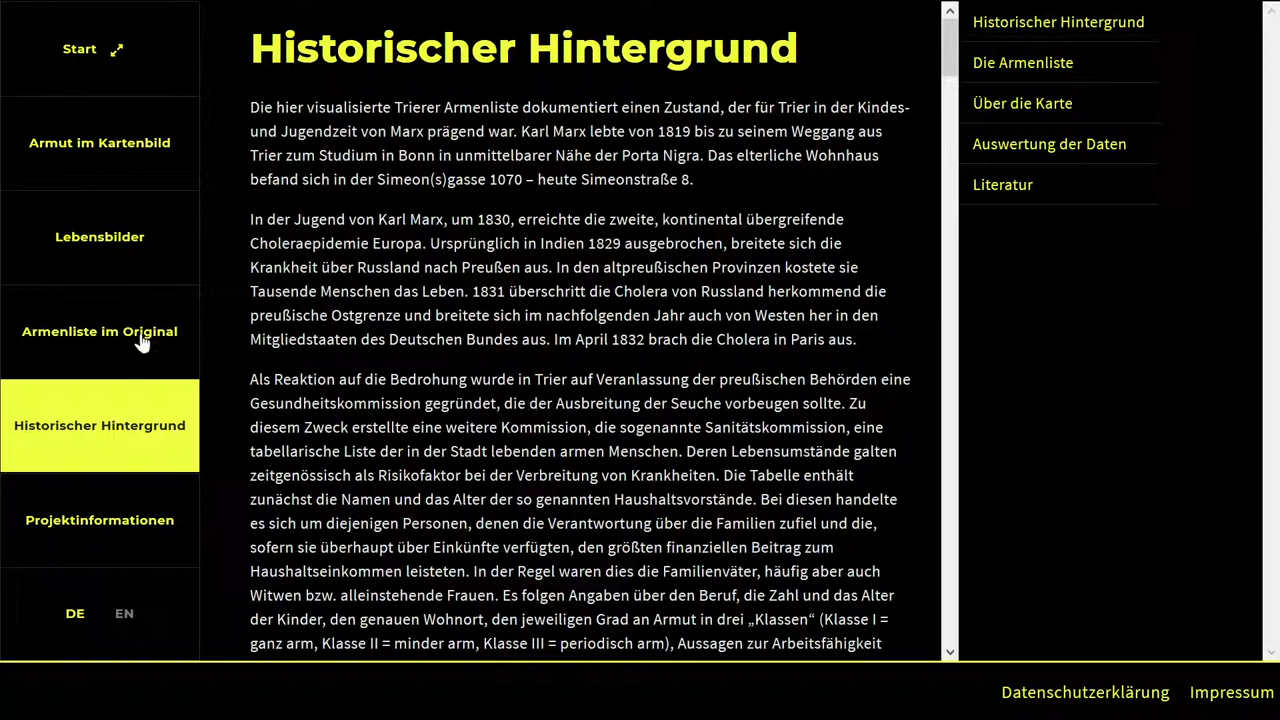 Start
Armut im Kartenbild
Lebensbilder
Armenliste im Original
Historischer Hintergrund
Projektinformationen
DE EN
Historischer Hintergrund
Die hier visualisierte Trierer Armenliste dokumentiert einen Zustand, der für Trier in der Kindes-
und Jugendzeit von Marx prägend war. Karl Marx lebte von 1819 bis zu seinem Weggang aus
Trier zum Studium in Bonn in unmittelbarer Nähe der Porta Nigra. Das elterliche Wohnhaus
befand sich in der Simeon(s)gasse 1070 – heute Simeonstraße 8.
In der Jugend von Karl Marx, um 1830, erreichte die zweite, kontinental übergreifende
Choleraepidemie Europa. Ursprünglich in Indien 1829 ausgebrochen, breitete sich die
Krankheit über Russland nach Preußen aus. In den altpreußischen Provinzen kostete sie
Tausende Menschen das Leben. 1831 überschritt die Cholera von Russland herkommend die
preußische Ostgrenze und breitete sich im nachfolgenden Jahr auch von Westen her in den
Mitgliedstaaten des Deutschen Bundes aus. Im April 1832 brach die Cholera in Paris aus.
Als Reaktion auf die Bedrohung wurde in Trier auf Veranlassung der preußischen Behörden eine
Gesundheitskommission gegründet, die der Ausbreitung der Seuche vorbeugen sollte. Zu
diesem Zweck erstellte eine weitere Kommission, die sogenannte Sanitätskommission, eine
tabellarische Liste der in der Stadt lebenden armen Menschen. Deren Lebensumstände galten
zeitgenössisch als Risikofaktor bei der Verbreitung von Krankheiten. Die Tabelle enthält
zunächst die Namen und das Alter der so genannten Haushaltsvorstände. Bei diesen handelte
es sich um diejenigen Personen, denen die Verantwortung über die Familien zufiel und die,
sofern sie überhaupt über Einkünfte verfügten, den größten finanziellen Beitrag zum
Haushaltseinkommen leisteten. In der Regel waren dies die Familienväter, häufig aber auch
Witwen bzw. alleinstehende Frauen. Es folgen Angaben über den Beruf, die Zahl und das Alter
der Kinder, den genauen Wohnort, den jeweiligen Grad an Armut in drei „Klassen“ (Klasse I =
ganz arm, Klasse II = minder arm, Klasse III = periodisch arm), Aussagen zur Arbeitsfähigkeit
Historischer Hintergrund
Die Armenliste
Über die Karte
Auswertung der Daten
Literatur
Datenschutzerklärung Impressum